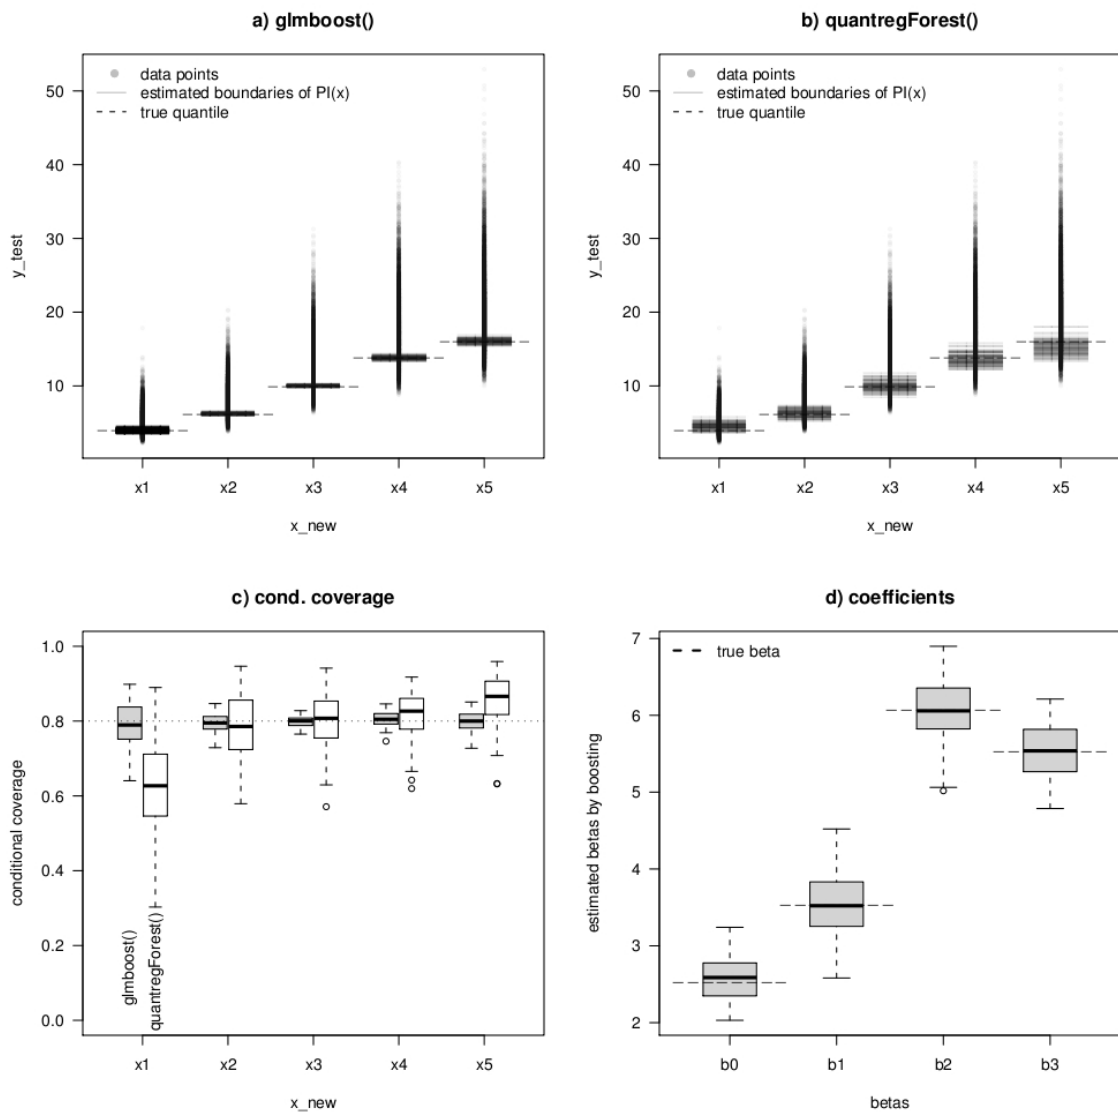 a) glmboost()
data points
estimated boundaries of PI(x)
true quantile
50
40
30
20
10
y_test
x1 x2 x3 x4 x5
x_new
b) quantregForest()
data points
estimated boundaries of PI(x)
true quantile
50
40
30
20
10
y_test
x1 x2 x3 x4 x5
x_new
c) cond. coverage
1.0
0.8
0.6
0.4
0.2
0.0
conditional coverage
glmboost()
quantregForest()
x1 x2 x3 x4 x5
x_new
d) coefficients
true beta
7
6
5
4
3
2
estimated betas by boosting
b0 b1 b2 b3
betas